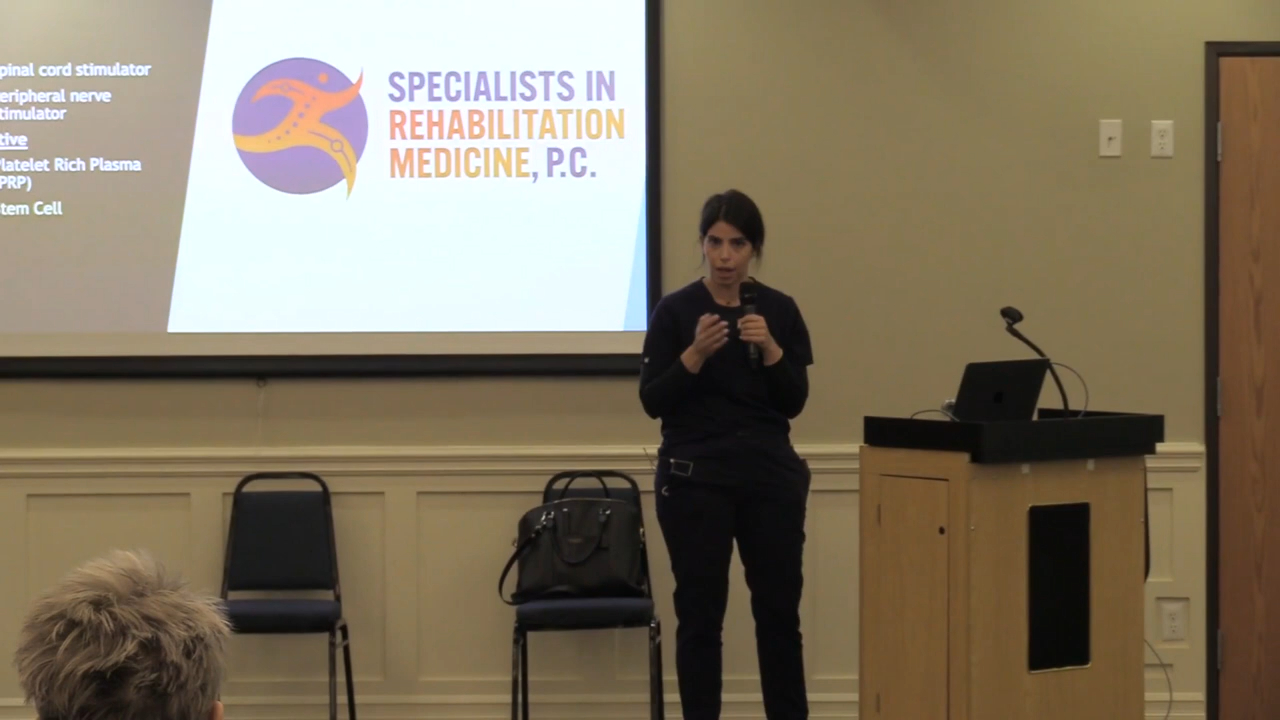 pinal cord stimulator
eripheral nerve
timulator
tive
latelet Rich Plasma
PRP)
tem Cell
SPECIALISTS IN
REHABILITATION
MEDICINE, P.C.